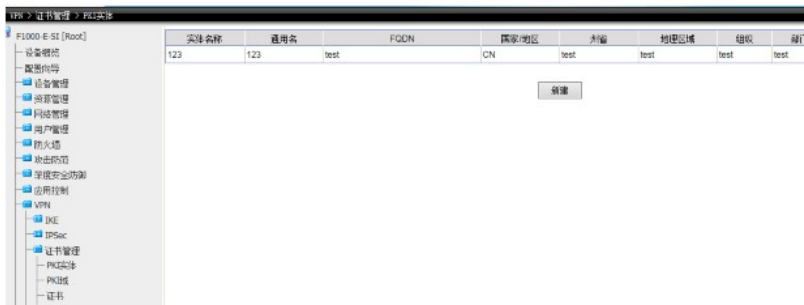 VPN > 证书管理 > PKI实体
F1000-E-SI [Root]
设备概览
配置向导
设备管理
资源管理
网络管理
用户管理
防火墙
攻击防范
深度安全防御
应用控制
VPN
IKE
IPSec
证书管理
PKI实体
PKI域
证书
实体名称 通用名 FQDN 国家/地区 州省 地理区域 组织 部门
123 123 test CN test test test test
新建